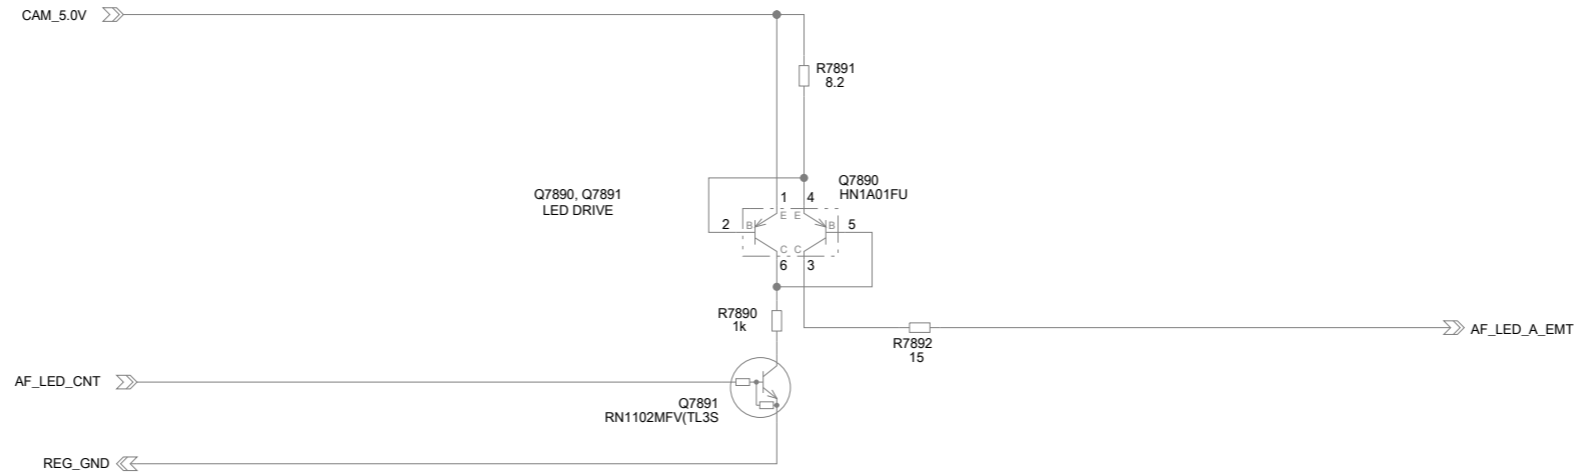 CAM_5.0V
R7891
8.2
Q7890, Q7891
LED DRIVE
Q7890
HN1A01FU
1 4
E E
2 B B 5
C C
6 3
R7890
1k
R7892
15
AF_LED_A_EMT
AF_LED_CNT
Q7891
RN1102MFV(TL3S
REG_GND